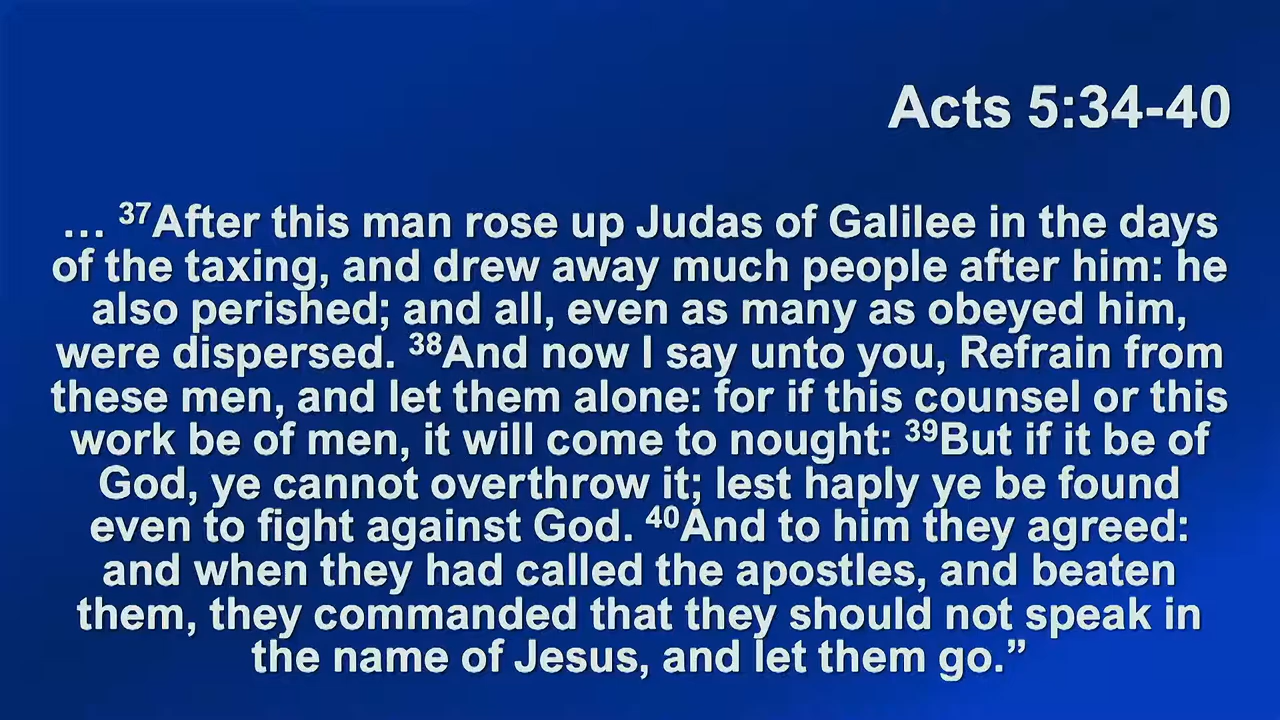 Acts 5:34-40
… ³⁷After this man rose up Judas of Galilee in the days
of the taxing, and drew away much people after him: he
also perished; and all, even as many as obeyed him,
were dispersed. ³⁸And now I say unto you, Refrain from
these men, and let them alone: for if this counsel or this
work be of men, it will come to nought: ³⁹But if it be of
God, ye cannot overthrow it; lest haply ye be found
even to fight against God. ⁴⁰And to him they agreed:
and when they had called the apostles, and beaten
them, they commanded that they should not speak in
the name of Jesus, and let them go.”